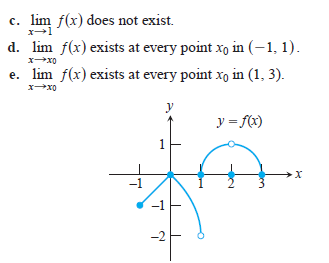 c. lim f(x) does not exist.
x→1
d. lim f(x) exists at every point x₀ in (−1, 1).
x→x₀
e. lim f(x) exists at every point x₀ in (1, 3).
x→x₀
y
y = f(x)
1
−1 1 2 3 x
−1
−2